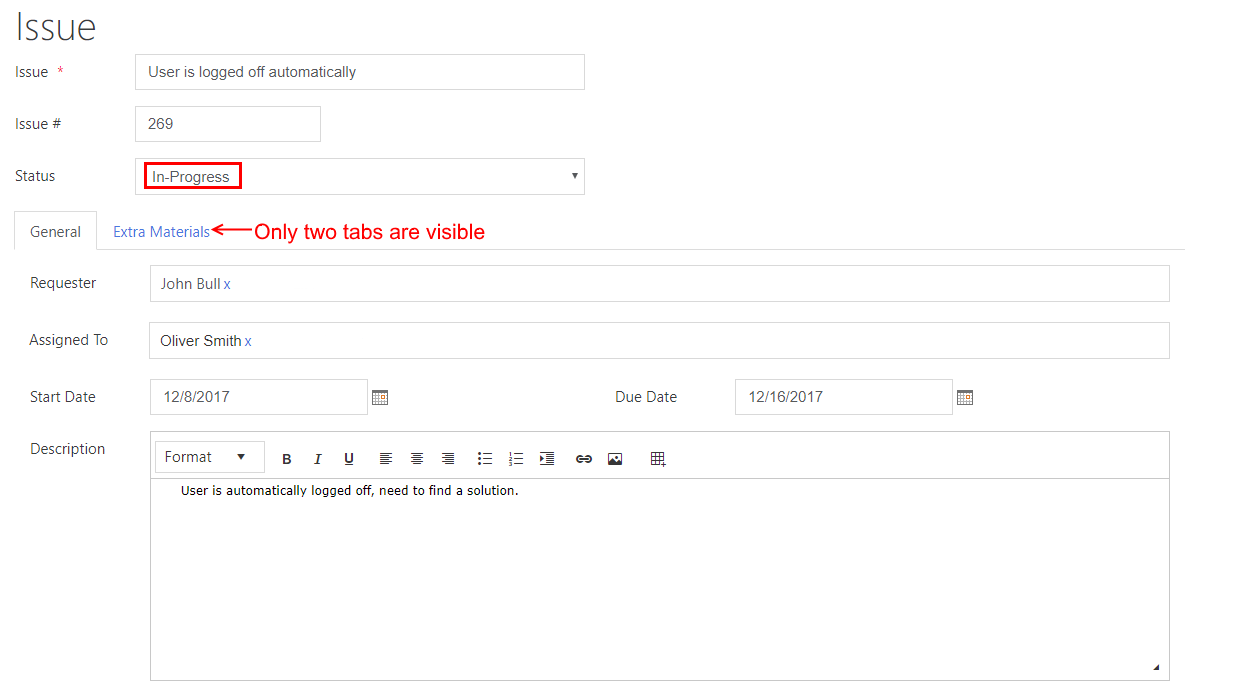 Issue
Issue * User is logged off automatically
Issue # 269
Status In-Progress
General Extra Materials Only two tabs are visible
Requester John Bull x
Assigned To Oliver Smith x
Start Date 12/8/2017 Due Date 12/16/2017
Description Format B I U
User is automatically logged off, need to find a solution.